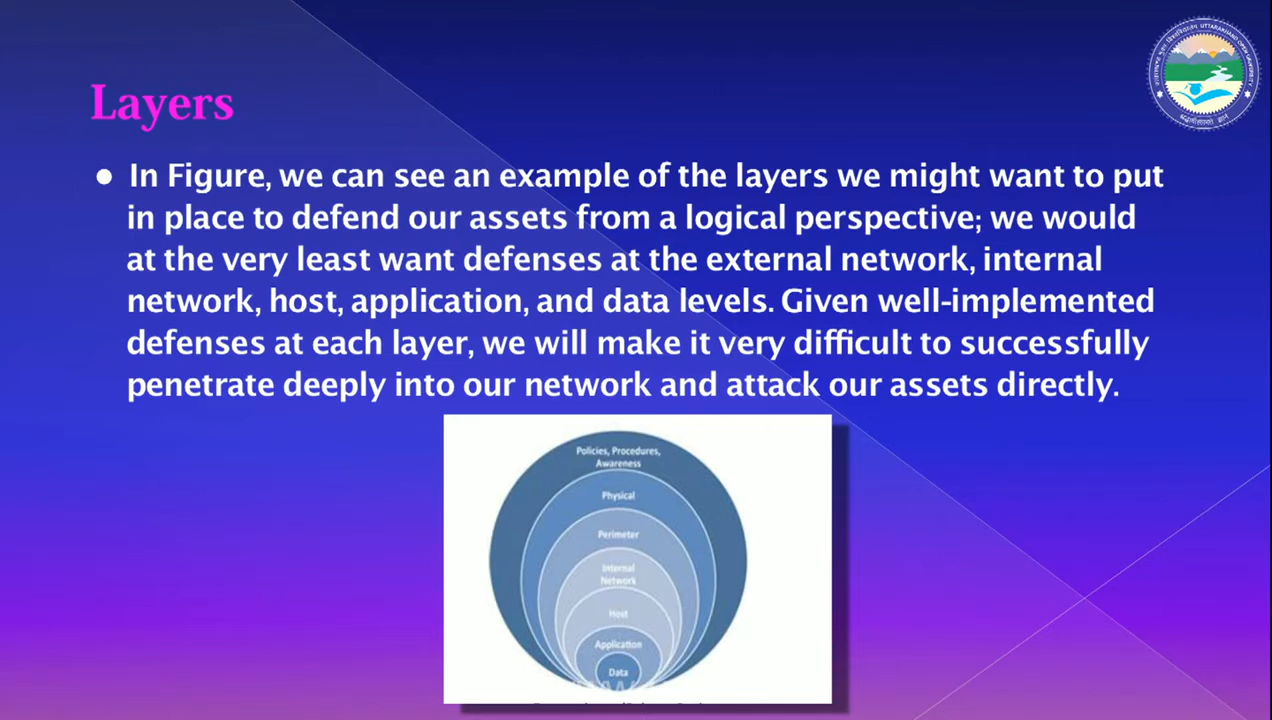 Layers
● In Figure, we can see an example of the layers we might want to put
in place to defend our assets from a logical perspective; we would
at the very least want defenses at the external network, internal
network, host, application, and data levels. Given well-implemented
defenses at each layer, we will make it very difficult to successfully
penetrate deeply into our network and attack our assets directly.
Policies, Procedures,
Awareness
Physical
Perimeter
Internal
Network
Host
Application
Data
UTTARAKHAND OPEN UNIVERSITY